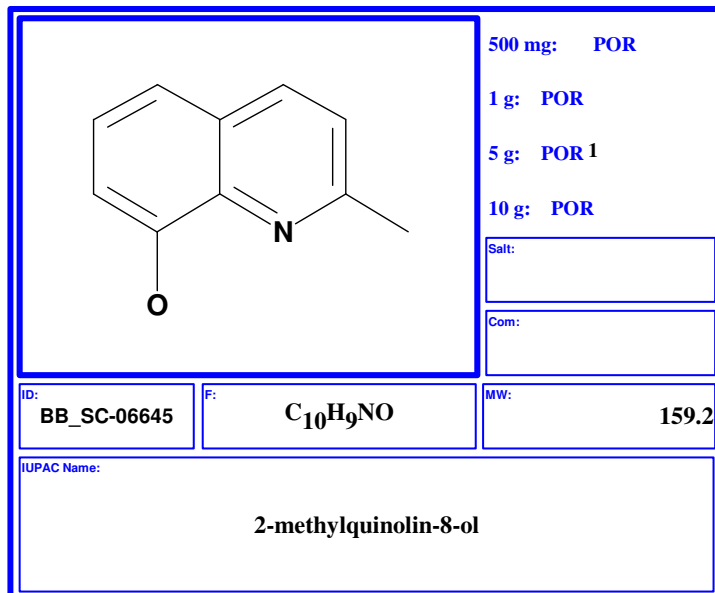 500 mg: POR
1 g: POR
5 g: POR 1
10 g: POR
N
O
Salt:
Com:
ID:
BB_SC-06645
F:
C10H9NO
MW:
159.2
IUPAC Name:
2-methylquinolin-8-ol